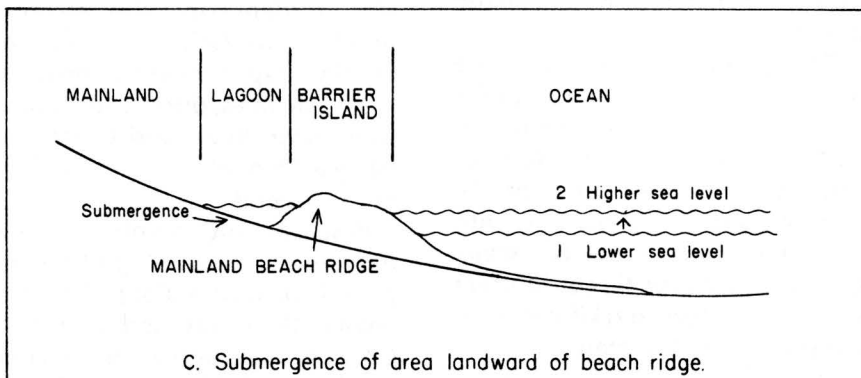 MAINLAND LAGOON BARRIER OCEAN
ISLAND
2 Higher sea level
Submergence
1 Lower sea level
MAINLAND BEACH RIDGE
C. Submergence of area landward of beach ridge.